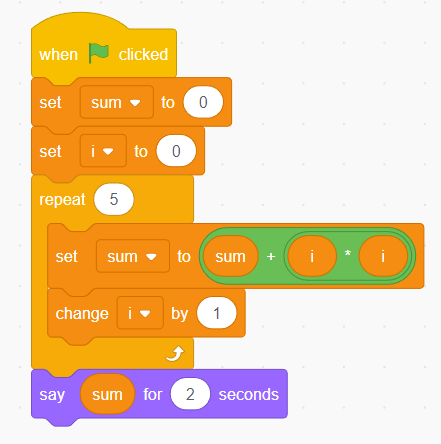 when clicked
set sum to 0
set i to 0
repeat 5
set sum to sum + i * i
change i by 1
say sum for 2 seconds